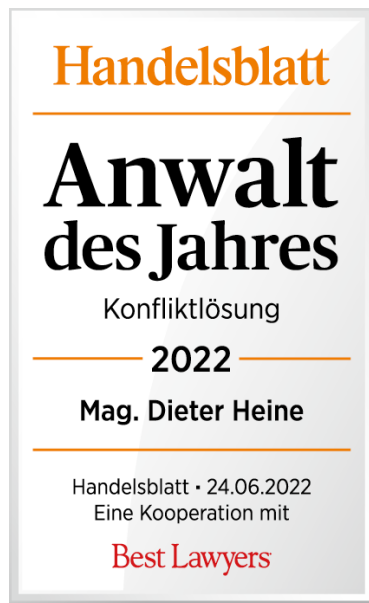 Handelsblatt
Anwalt
des Jahres
Konfliktlösung
2022
Mag. Dieter Heine
Handelsblatt · 24.06.2022
Eine Kooperation mit
Best Lawyers